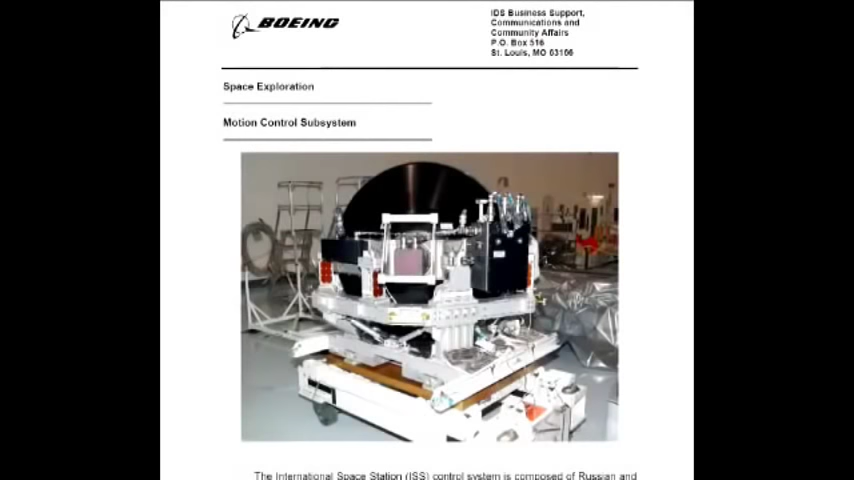 BOEING
IDS Business Support,
Communications and
Community Affairs
P.O. Box 516
St. Louis, MO 63166
Space Exploration
Motion Control Subsystem
The International Space Station (ISS) control system is composed of Russian and